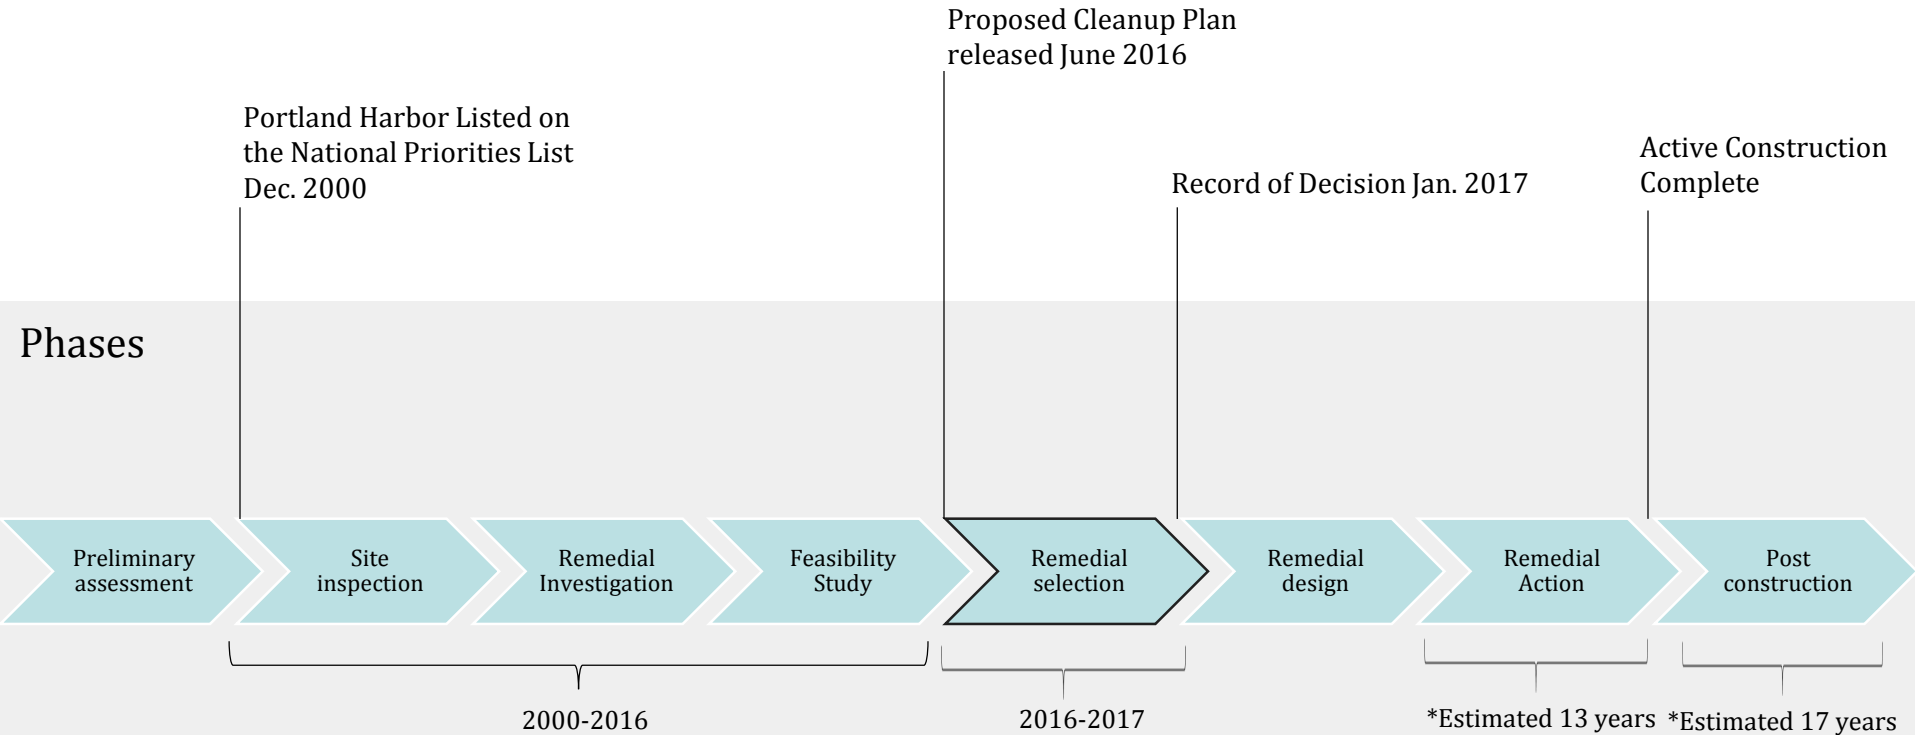 Proposed Cleanup Plan
released June 2016
Portland Harbor Listed on
the National Priorities List
Dec. 2000
Record of Decision Jan. 2017
Active Construction
Complete
Phases
Preliminary
assessment
Site
inspection
Remedial
Investigation
Feasibility
Study
Remedial
selection
Remedial
design
Remedial
Action
Post
construction
2000-2016
2016-2017
*Estimated 13 years
*Estimated 17 years